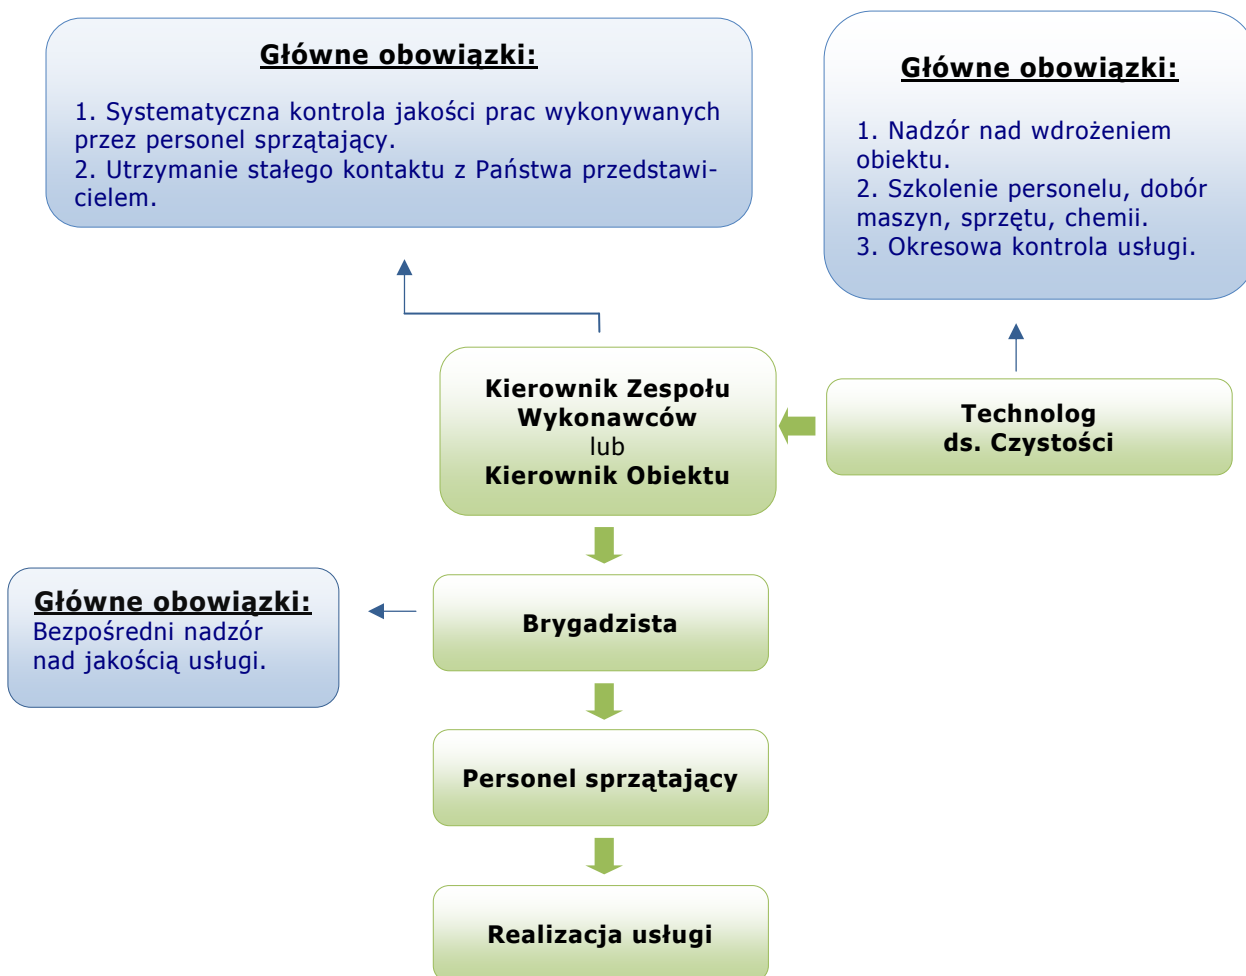 Główne obowiązki:
1. Systematyczna kontrola jakości prac wykonywanych
przez personel sprzątający.
2. Utrzymanie stałego kontaktu z Państwa przedstawi-
cielem.
Główne obowiązki:
1. Nadzór nad wdrożeniem
obiektu.
2. Szkolenie personelu, dobór
maszyn, sprzętu, chemii.
3. Okresowa kontrola usługi.
Kierownik Zespołu
Wykonawców
lub
Kierownik Obiektu
Technolog
ds. Czystości
Główne obowiązki:
Bezpośredni nadzór
nad jakością usługi.
Brygadzista
Personel sprzątający
Realizacja usługi